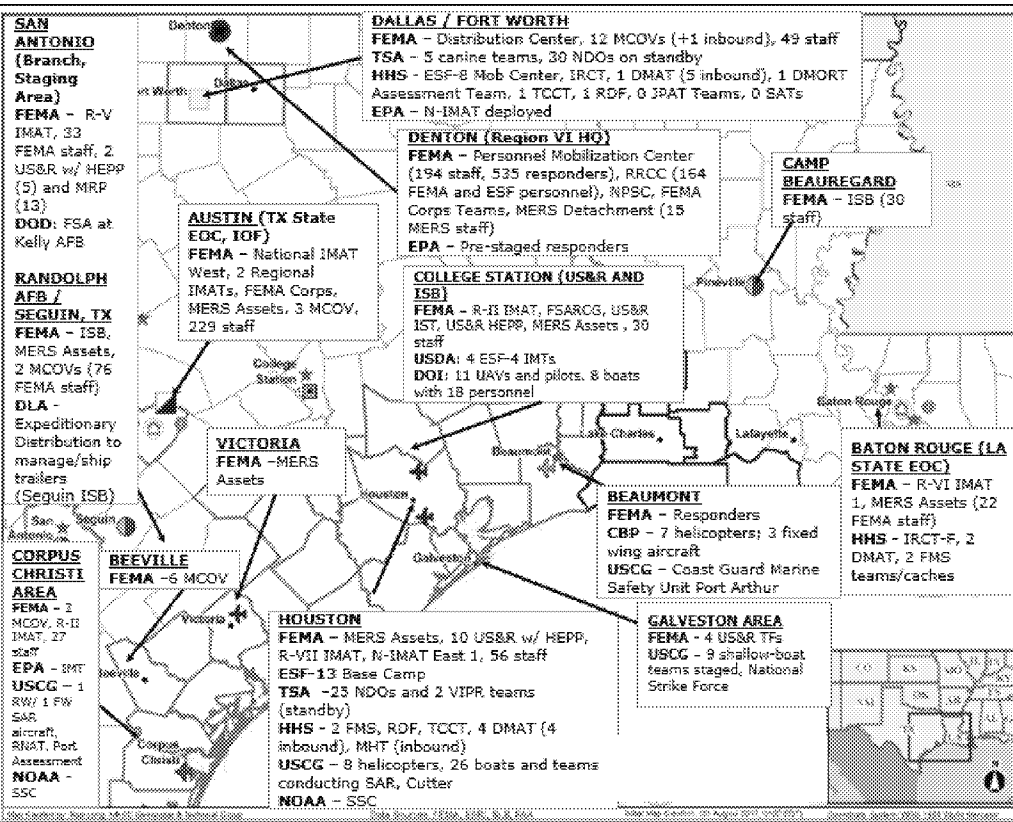 SAN
ANTONIO
(Branch,
Staging
Area)
FEMA – R-V
IMAT, 33
FEMA staff, 2
US&R w/ HEPP
(5) and MRP
(13)
DOD: FSA at
Kelly AFB
RANDOLPH
AFB /
SEGUIN, TX
FEMA – ISB,
MERS Assets,
2 MCOVs (76
FEMA staff)
DLA -
Expeditionary
Distribution to
manage/ship
trailers
(Seguin ISB)
DALLAS / FORT WORTH
FEMA – Distribution Center, 12 MCOVs (+1 inbound), 49 staff
TSA – 5 canine teams, 30 NDOs on standby
HHS - ESF-8 Mob Center, IRCT, 1 DMAT (5 inbound), 1 DMORT
Assessment Team, 1 TCCT, 1 RDF, 0 JPAT Teams, 0 SATs
EPA – N-IMAT deployed
Denton
Fort Worth
Dallas
DENTON (Region VI HQ)
FEMA – Personnel Mobilization Center
(194 staff, 535 responders), RRCC (164
FEMA and ESF personnel), NPSC, FEMA
Corps Teams, MERS Detachment (15
MERS staff)
EPA – Pre-staged responders
CAMP
BEAUREGARD
FEMA – ISB (30
staff)
Pineville
AUSTIN (TX State
EOC, IOF)
FEMA – National IMAT
West, 2 Regional
IMATs, FEMA Corps,
MERS Assets, 3 MCOV,
229 staff
COLLEGE STATION (US&R AND
ISB)
FEMA – R-II IMAT, FSARCG, US&R
IST, US&R HEPP, MERS Assets , 30
staff
USDA: 4 ESF-4 IMTs
DOI: 11 UAVs and pilots. 8 boats
with 18 personnel
College
Station
Baton Rouge
Lake Charles
Lafayette
Beaumont
Houston
Galveston
VICTORIA
FEMA –MERS
Assets
BATON ROUGE (LA
STATE EOC)
FEMA – R-VI IMAT
1, MERS Assets (22
FEMA staff)
HHS - IRCT-F, 2
DMAT, 2 FMS
teams/caches
BEAUMONT
FEMA – Responders
CBP – 7 helicopters; 3 fixed
wing aircraft
USCG – Coast Guard Marine
Safety Unit Port Arthur
San
Antonio
Seguin
CORPUS
CHRISTI
AREA
FEMA – I
MCOV, R-II
IMAT, 27
staff
EPA – IMT
USCG – 1
RW/ 1 FW
SAR
aircraft,
RNAT. Port
Assessment
NOAA -
SSC
BEEVILLE
FEMA –6 MCOV
Victoria
Beeville
Corpus
Christi
HOUSTON
FEMA – MERS Assets, 10 US&R w/ HEPP,
R-VII IMAT, N-IMAT East 1, 56 staff
ESF-13 Base Camp
TSA –25 NDOs and 2 VIPR teams
(standby)
HHS - 2 FMS, RDF, TCCT, 4 DMAT (4
inbound), MHT (inbound)
USCG – 8 helicopters, 26 boats and teams
conducting SAR, Cutter
NOAA – SSC
GALVESTON AREA
FEMA - 4 US&R TFs
USCG – 9 shallow-boat
teams staged, National
Strike Force